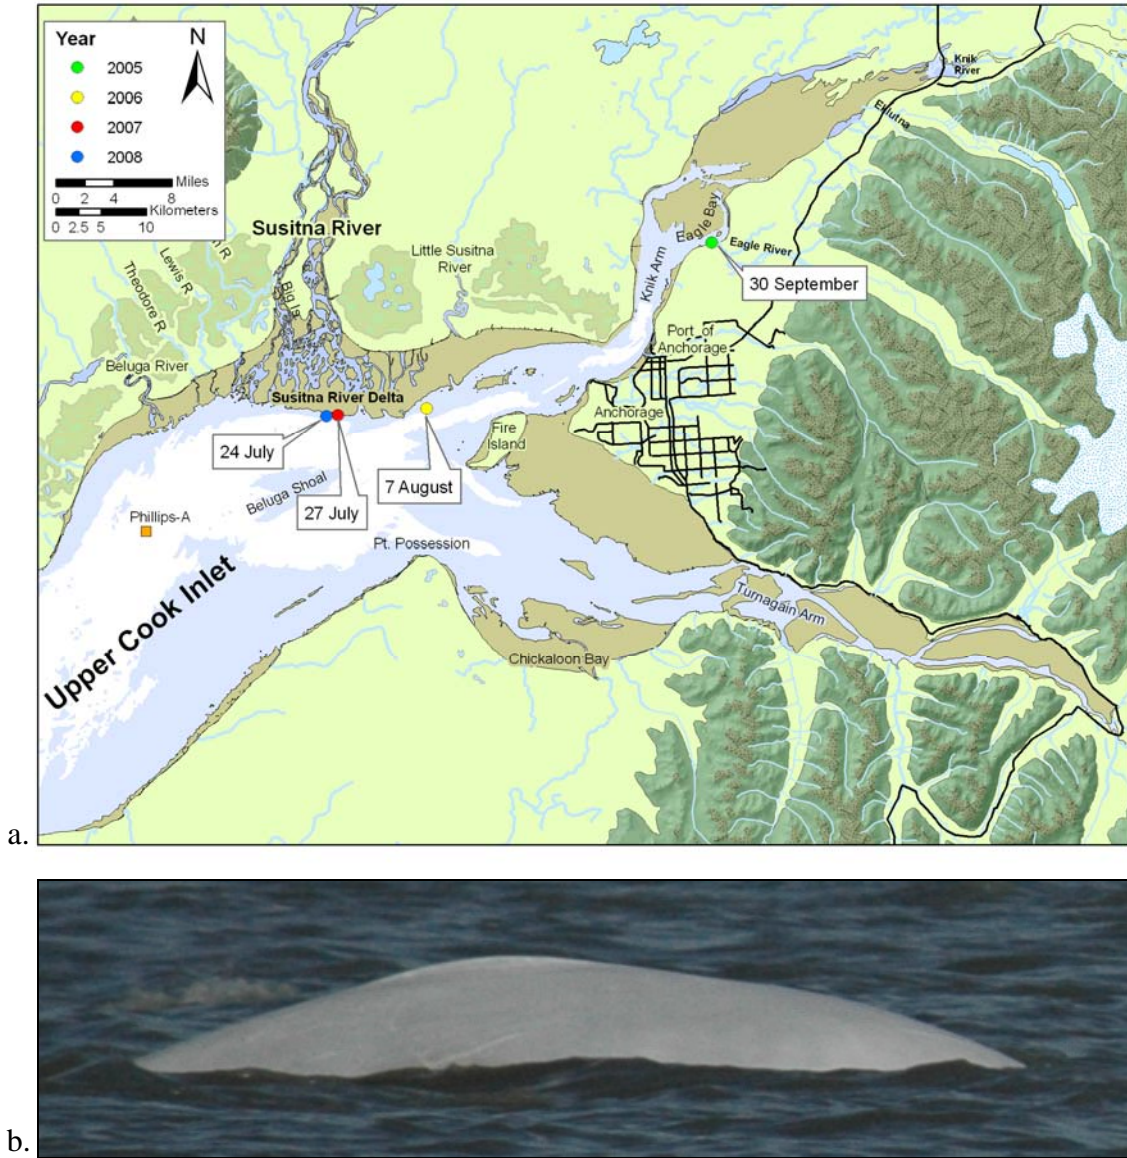 Year
N
2005
2006
2007
2008
Miles
0 2 4 8
Kilometers
0 2.5 5 10
Knik
River
Eklutna
Susitna River
Eagle Bay
Eagle River
Little Susitna
River
30 September
Knik Arm
Lewis R
Theodore R
Big Is
Port of
Anchorage
Beluga River
Susitna River Delta
Anchorage
24 July
Fire
Island
7 August
Beluga Shoal
27 July
Phillips-A
Pt. Possession
Upper Cook Inlet
Turnagain Arm
Chickaloon Bay
a.
b.